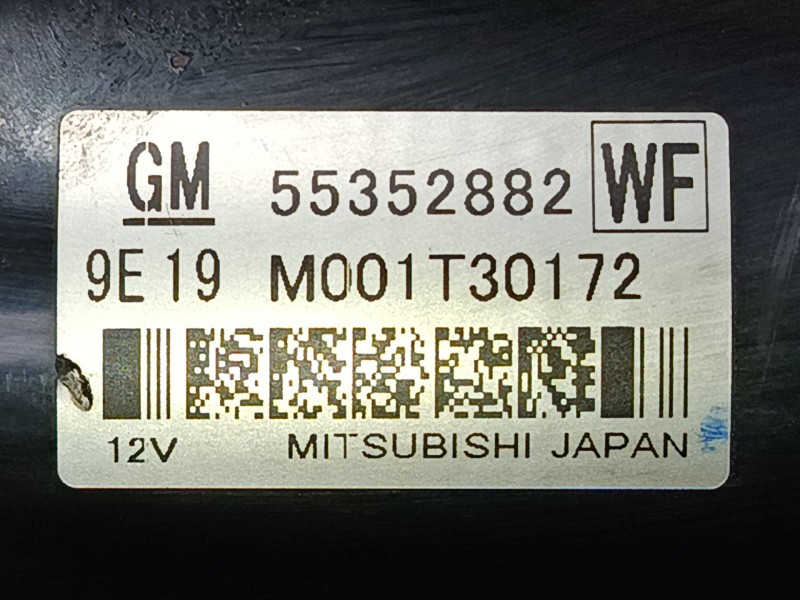 GM 55352882 WF
9E19 M001T30172
12V MITSUBISHI JAPAN